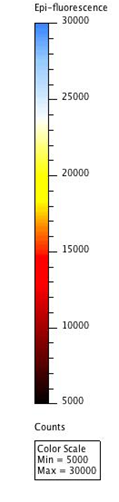 Epi-fluorescence
30000
25000
20000
15000
10000
5000
Counts
Color Scale
Min = 5000
Max = 30000